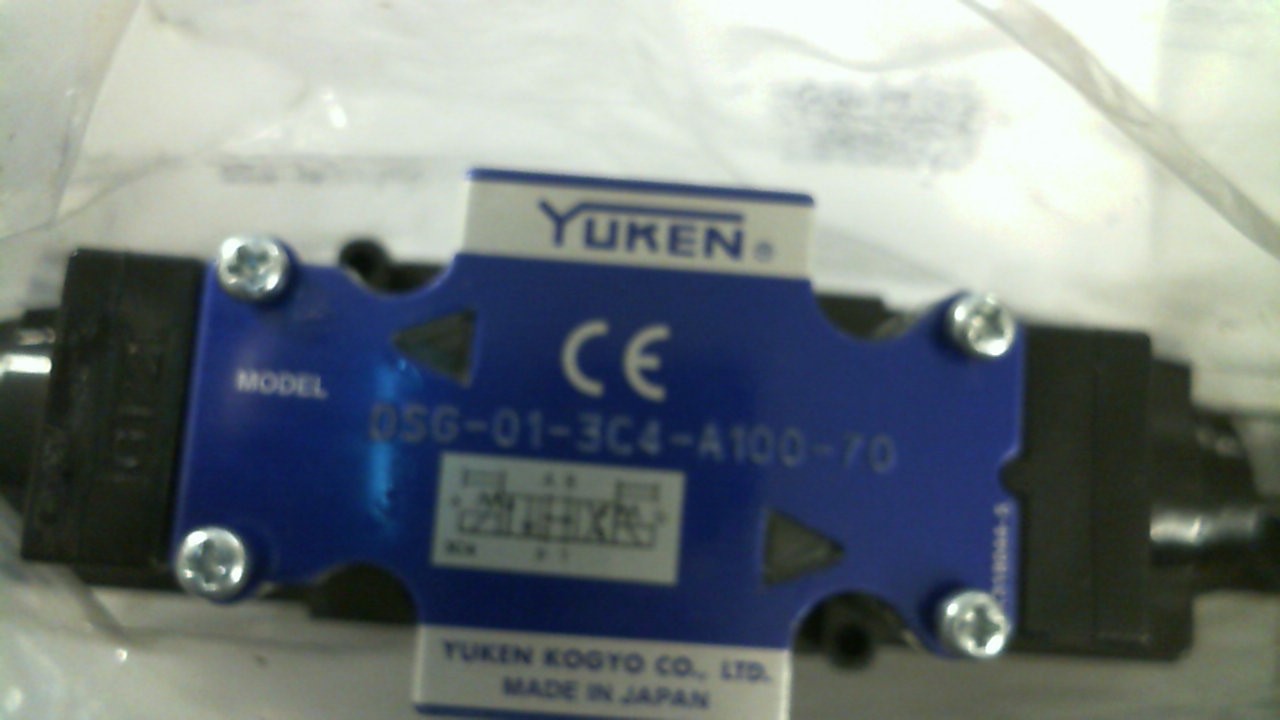 YUKEN®
CE
MODEL
DSG-01-3C4-A100-70
A B
P T
YUKEN KOGYO CO., LTD.
MADE IN JAPAN